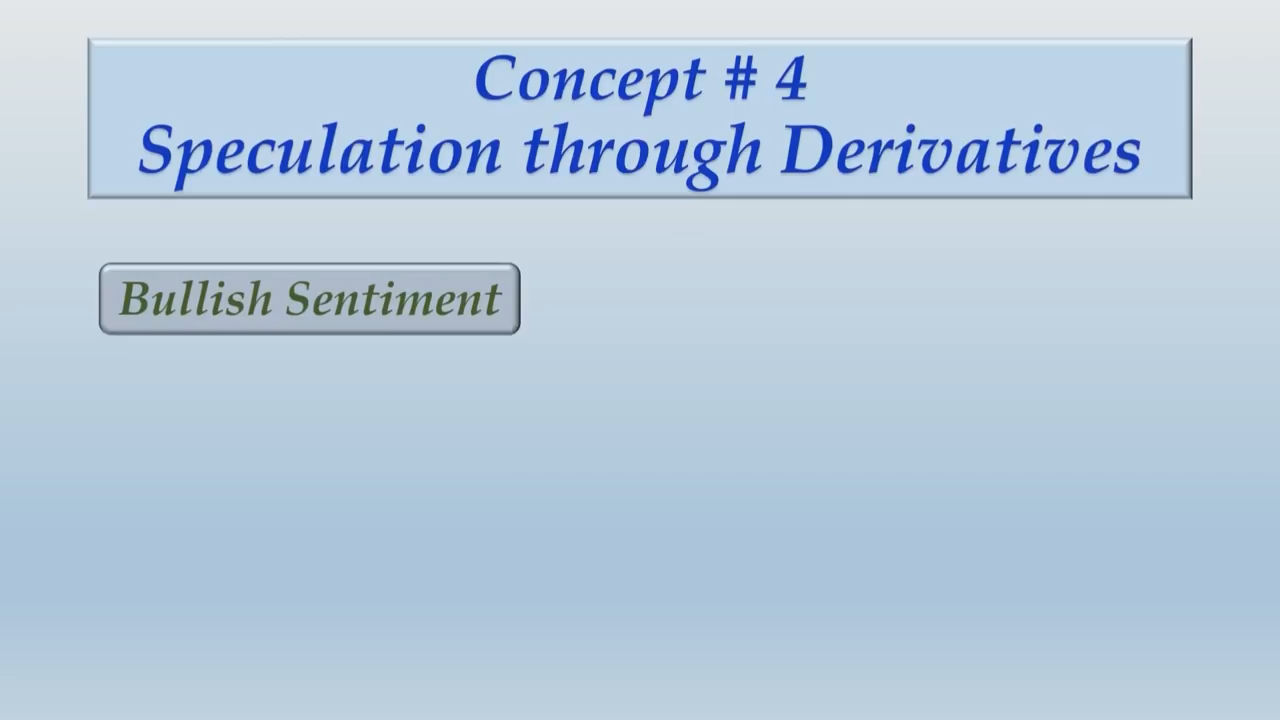 Concept # 4
Speculation through Derivatives
Bullish Sentiment